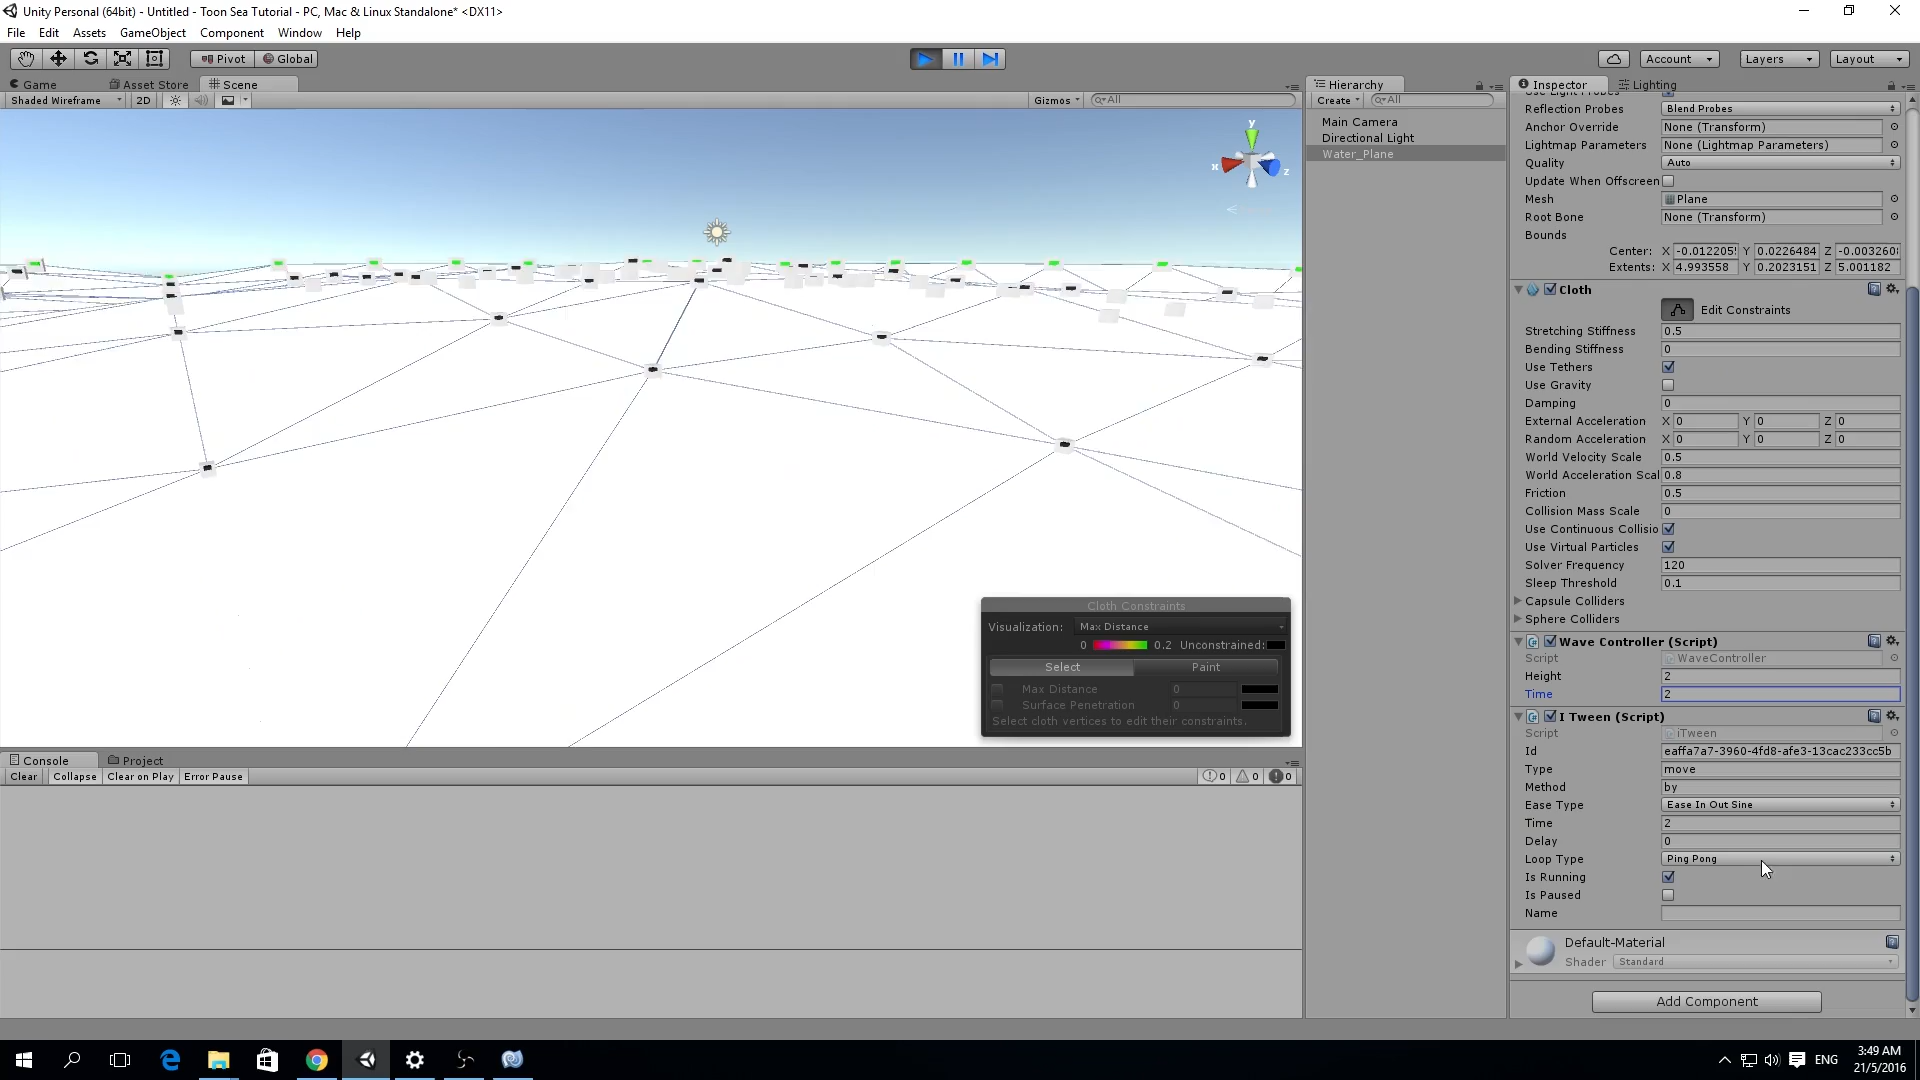 Unity Personal (64bit) - Untitled - Toon Sea Tutorial - PC, Mac & Linux Standalone* <DX11>
File Edit Assets GameObject Component Window Help
Pivot Global
Account Layers Layout
Game Asset Store Scene
Shaded Wireframe 2D Gizmos All
y
x
z
Hierarchy
Create All
Main Camera
Directional Light
Water_Plane
Inspector Lighting
Use Light Probes
Reflection Probes Blend Probes
Anchor Override None (Transform)
Lightmap Parameters None (Lightmap Parameters)
Quality Auto
Update When Offscreen
Mesh Plane
Root Bone None (Transform)
Bounds
Center: X -0.012205 Y 0.0226484 Z -0.003260
Extents: X 4.993558 Y 0.2023151 Z 5.001182
Cloth
Edit Constraints
Stretching Stiffness 0.5
Bending Stiffness 0
Use Tethers
Use Gravity
Damping 0
External Acceleration X 0 Y 0 Z 0
Random Acceleration X 0 Y 0 Z 0
World Velocity Scale 0.5
World Acceleration Scal 0.8
Friction 0.5
Collision Mass Scale 0
Use Continuous Collisio
Use Virtual Particles
Solver Frequency 120
Sleep Threshold 0.1
Capsule Colliders
Sphere Colliders
Wave Controller (Script)
Script WaveController
Height 2
Time 2
I Tween (Script)
Script iTween
Id eaffa7a7-3960-4fd8-afe3-13cac233cc5b
Type move
Method by
Ease Type Ease In Out Sine
Time 2
Delay 0
Loop Type Ping Pong
Is Running
Is Paused
Name
Default-Material
Shader Standard
Add Component
Cloth Constraints
Visualization: Max Distance
0 0.2 Unconstrained:
Select Paint
Max Distance 0
Surface Penetration 0
Select cloth vertices to edit their constraints.
Console Project
Clear Collapse Clear on Play Error Pause 0 0 0
ENG
3:49 AM
21/5/2016